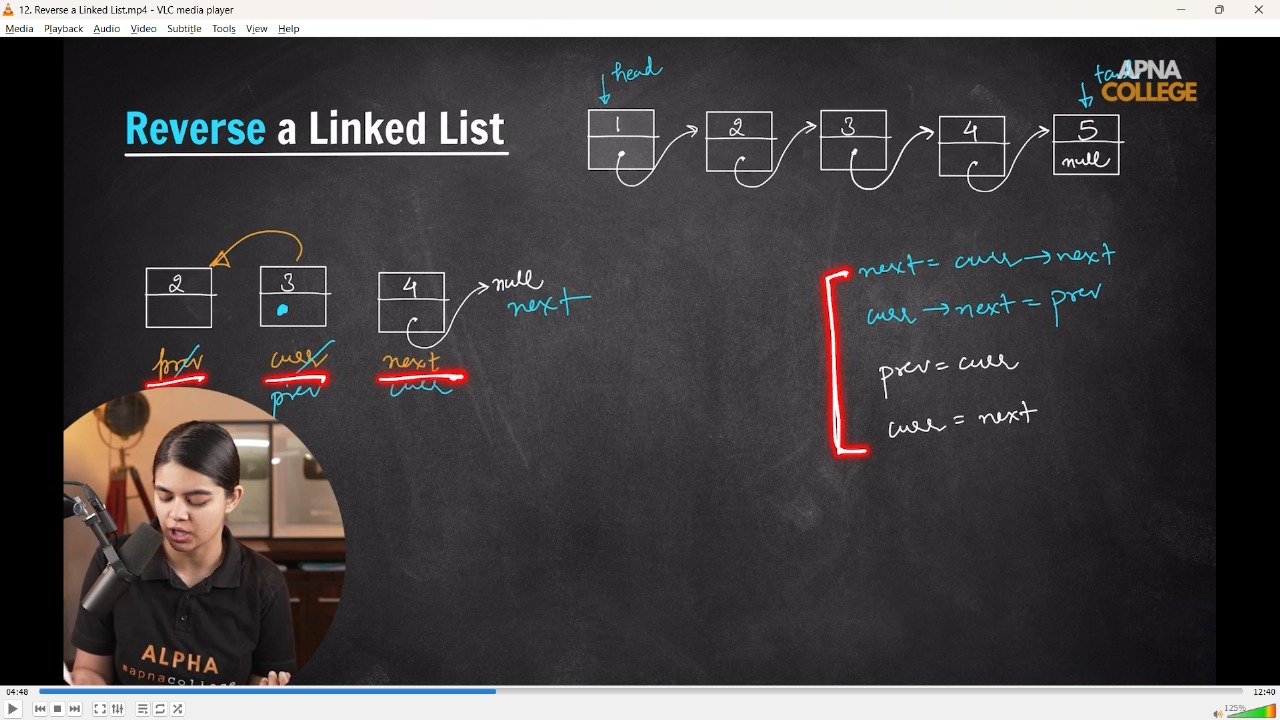 12. Reverse a Linked List.mp4 - VLC media player
Media Playback Audio Video Subtitle Tools View Help
head
APNA
COLLEGE
Reverse a Linked List
1 2 3 4 5
null
2 3 4 null
next
prev curr next
prev curr
next = curr → next
curr → next = prev
prev = curr
curr = next
ALPHA
#apnacolleg
04:48 12:40
125%